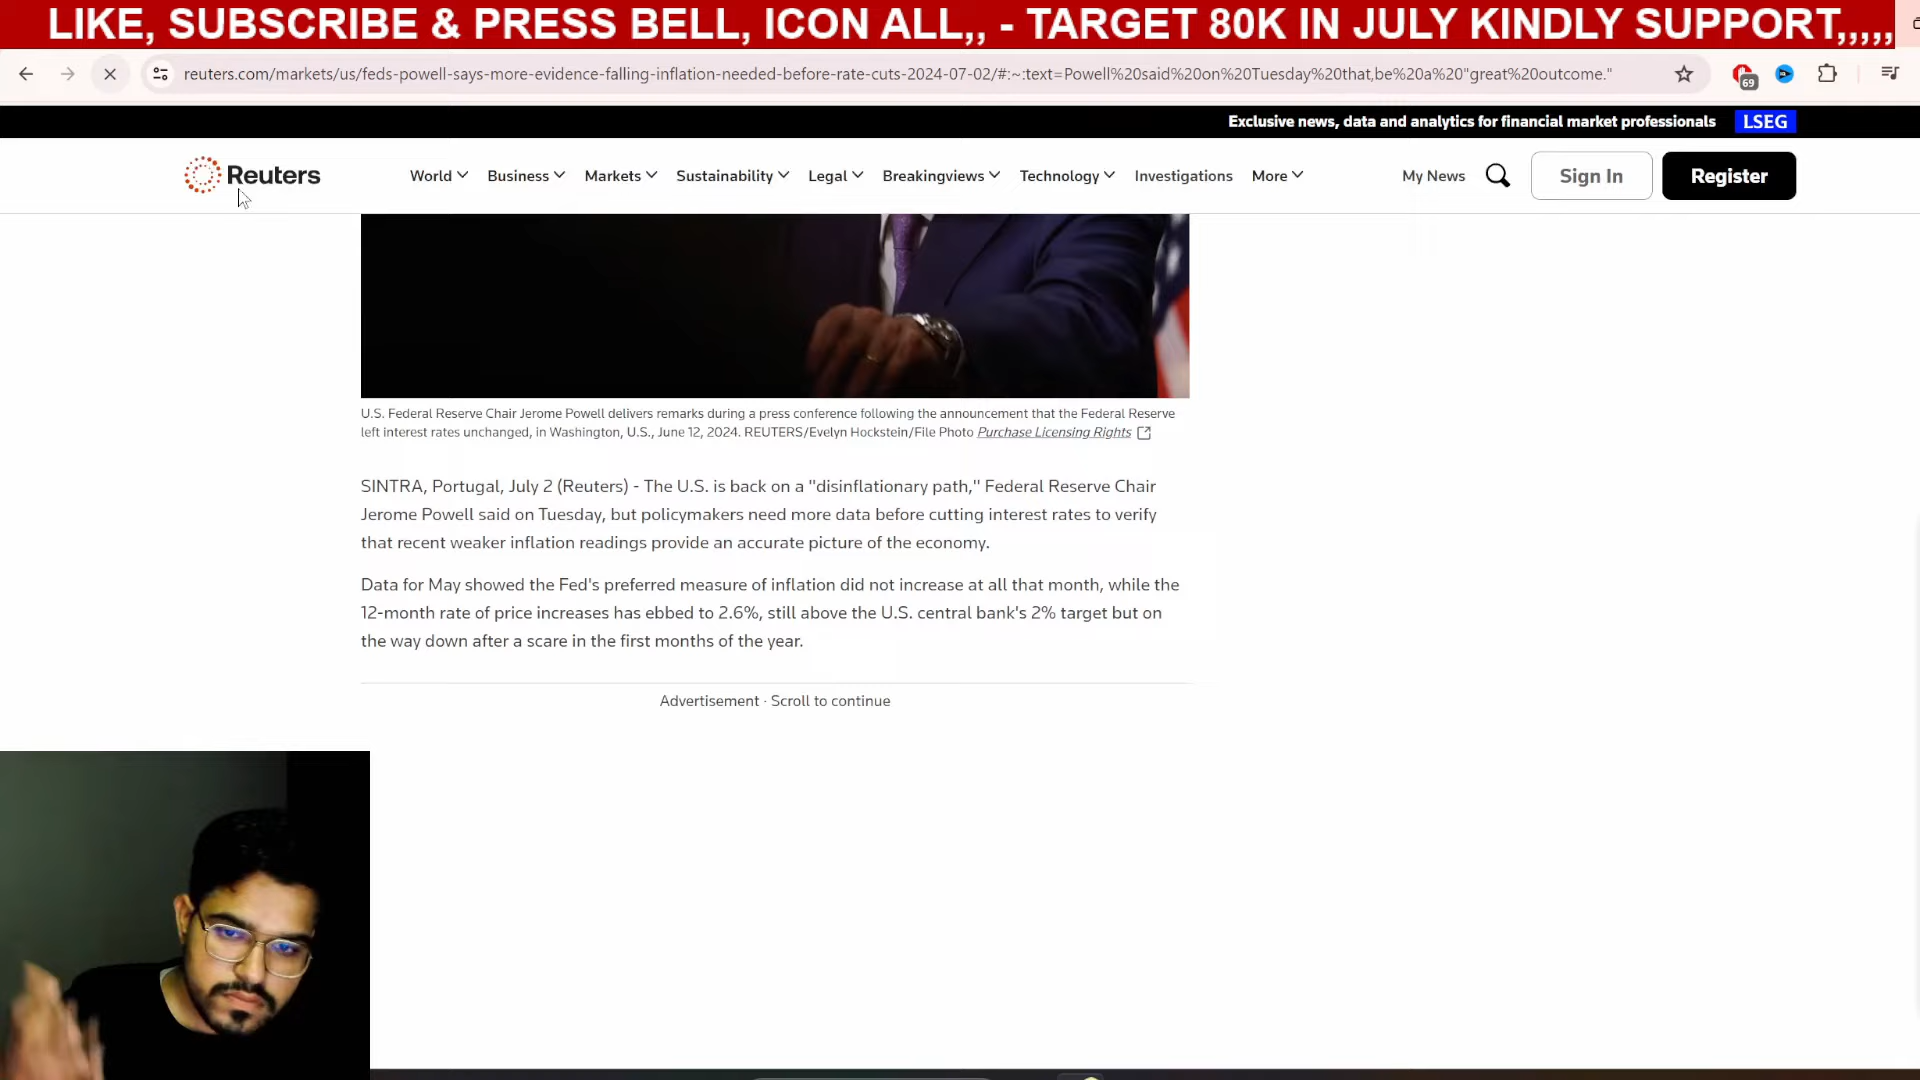 LIKE, SUBSCRIBE & PRESS BELL, ICON ALL,, - TARGET 80K IN JULY KINDLY SUPPORT,,,,,
reuters.com/markets/us/feds-powell-says-more-evidence-falling-inflation-needed-before-rate-cuts-2024-07-02/#:~:text=Powell%20said%20on%20Tuesday%20that,be%20a%20"great%20outcome."
69
Exclusive news, data and analytics for financial market professionals LSEG
Reuters World Business Markets Sustainability Legal Breakingviews Technology Investigations More My News Sign In Register
U.S. Federal Reserve Chair Jerome Powell delivers remarks during a press conference following the announcement that the Federal Reserve
left interest rates unchanged, in Washington, U.S., June 12, 2024. REUTERS/Evelyn Hockstein/File Photo Purchase Licensing Rights
SINTRA, Portugal, July 2 (Reuters) - The U.S. is back on a "disinflationary path," Federal Reserve Chair
Jerome Powell said on Tuesday, but policymakers need more data before cutting interest rates to verify
that recent weaker inflation readings provide an accurate picture of the economy.
Data for May showed the Fed's preferred measure of inflation did not increase at all that month, while the
12-month rate of price increases has ebbed to 2.6%, still above the U.S. central bank's 2% target but on
the way down after a scare in the first months of the year.
Advertisement · Scroll to continue